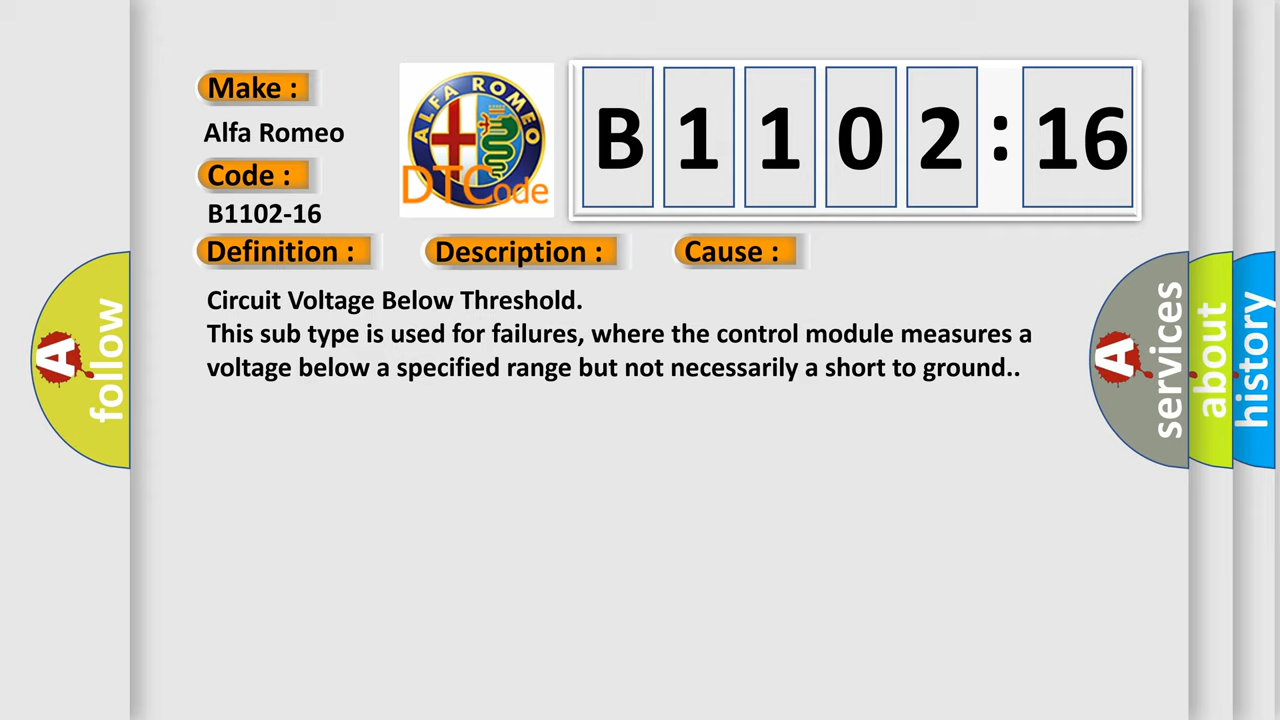 Make :
Alfa Romeo
Code :
B1102-16
ALFA ROMEO
DTCode
B 1 1 0 2 : 16
Definition :
Description :
Cause :
Circuit Voltage Below Threshold.
This sub type is used for failures, where the control module measures a
voltage below a specified range but not necessarily a short to ground..
A
follow
A
services
about
history